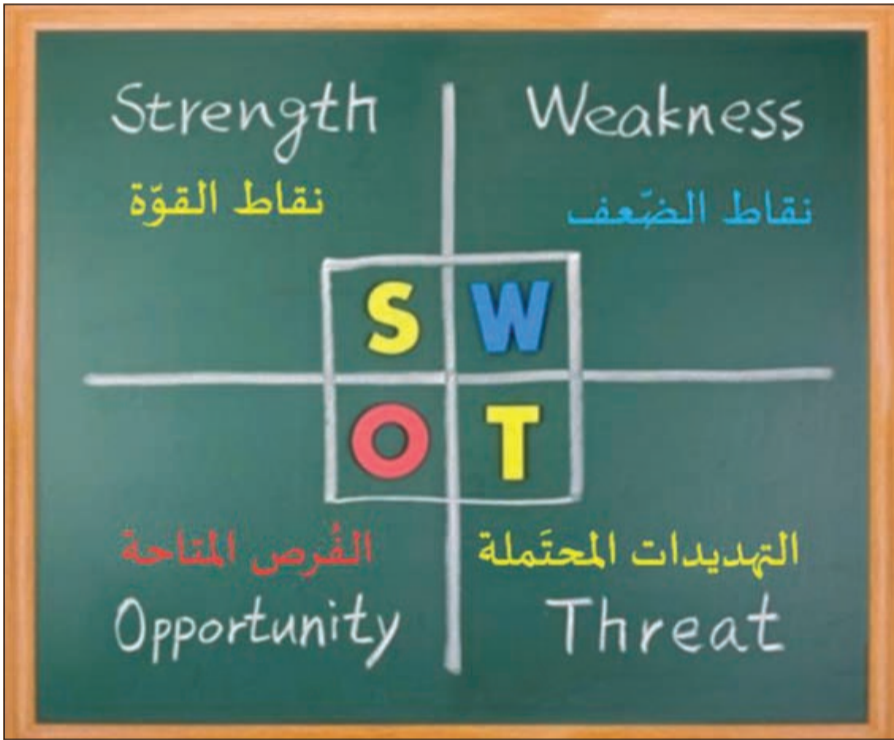 Strength
نقاط القوّة
Weakness
نقاط الضّعف
S W
O T
الفُرص المتاحة
Opportunity
التهديدات المحتَملة
Threat